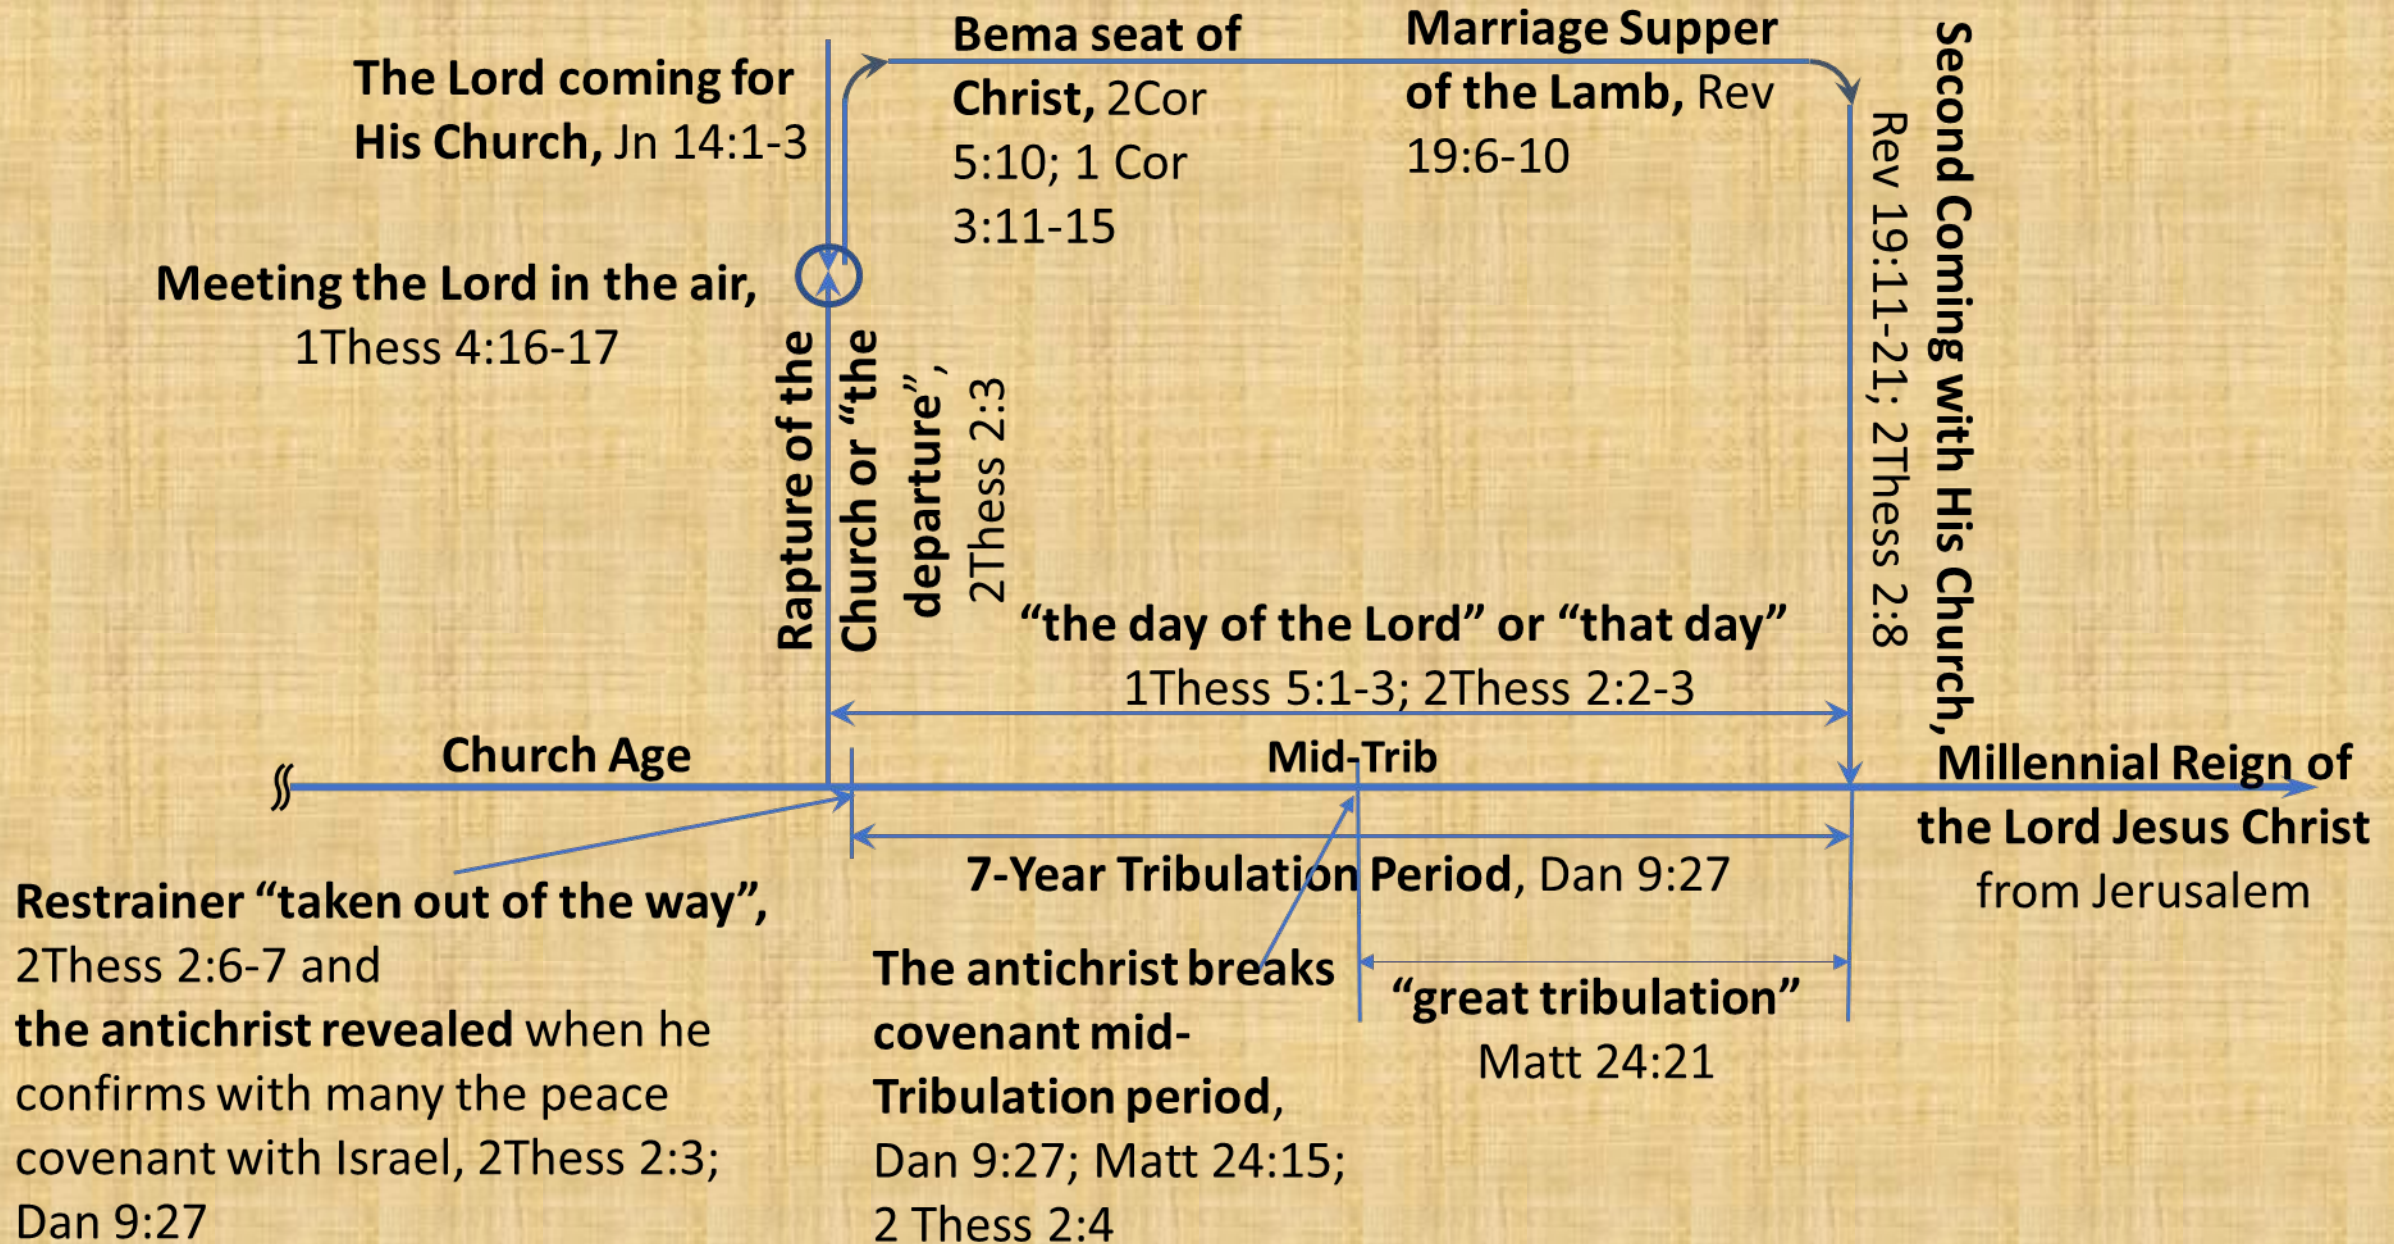 The Lord coming for
His Church, Jn 14:1-3
Bema seat of
Christ, 2Cor
5:10; 1 Cor
3:11-15
Marriage Supper
of the Lamb, Rev
19:6-10
Second Coming with His Church,
Rev 19:11-21; 2Thess 2:8
Meeting the Lord in the air,
1Thess 4:16-17
Rapture of the
Church or “the
departure”,
2Thess 2:3
“the day of the Lord” or “that day”
1Thess 5:1-3; 2Thess 2:2-3
Church Age
Mid-Trib
Millennial Reign of
the Lord Jesus Christ
from Jerusalem
7-Year Tribulation Period, Dan 9:27
Restrainer “taken out of the way”,
2Thess 2:6-7 and
the antichrist revealed when he
confirms with many the peace
covenant with Israel, 2Thess 2:3;
Dan 9:27
The antichrist breaks
covenant mid-
Tribulation period,
Dan 9:27; Matt 24:15;
2 Thess 2:4
“great tribulation”
Matt 24:21